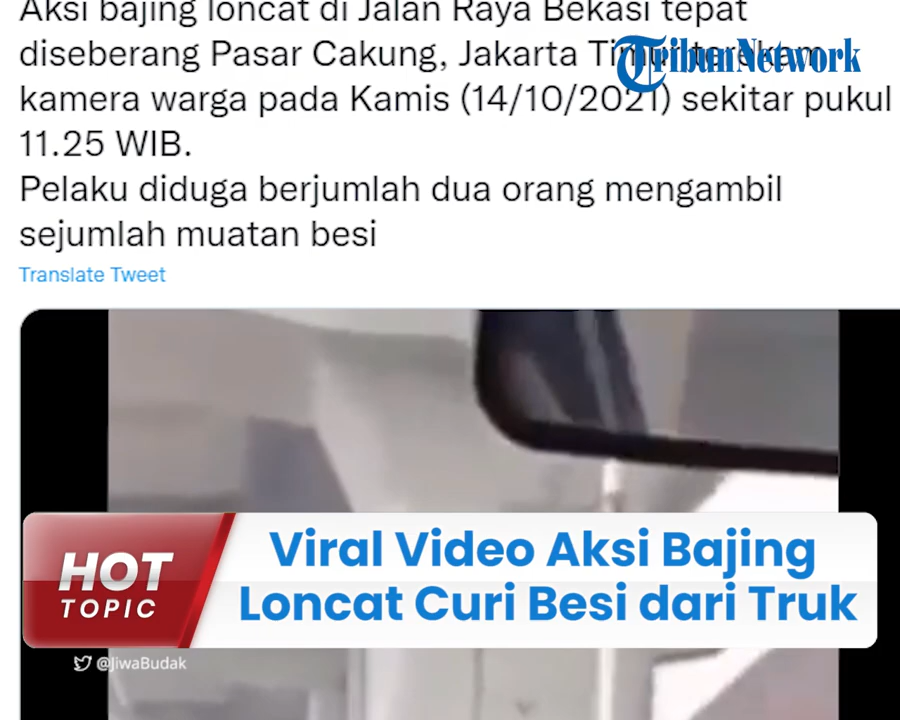 Aksi bajing loncat di Jalan Raya Bekasi tepat
diseberang Pasar Cakung, Jakarta Timur terekam
TribunNetwork
kamera warga pada Kamis (14/10/2021) sekitar pukul
11.25 WIB.
Pelaku diduga berjumlah dua orang mengambil
sejumlah muatan besi
Translate Tweet
HOT
TOPIC
Viral Video Aksi Bajing
Loncat Curi Besi dari Truk
@JiwaBudak